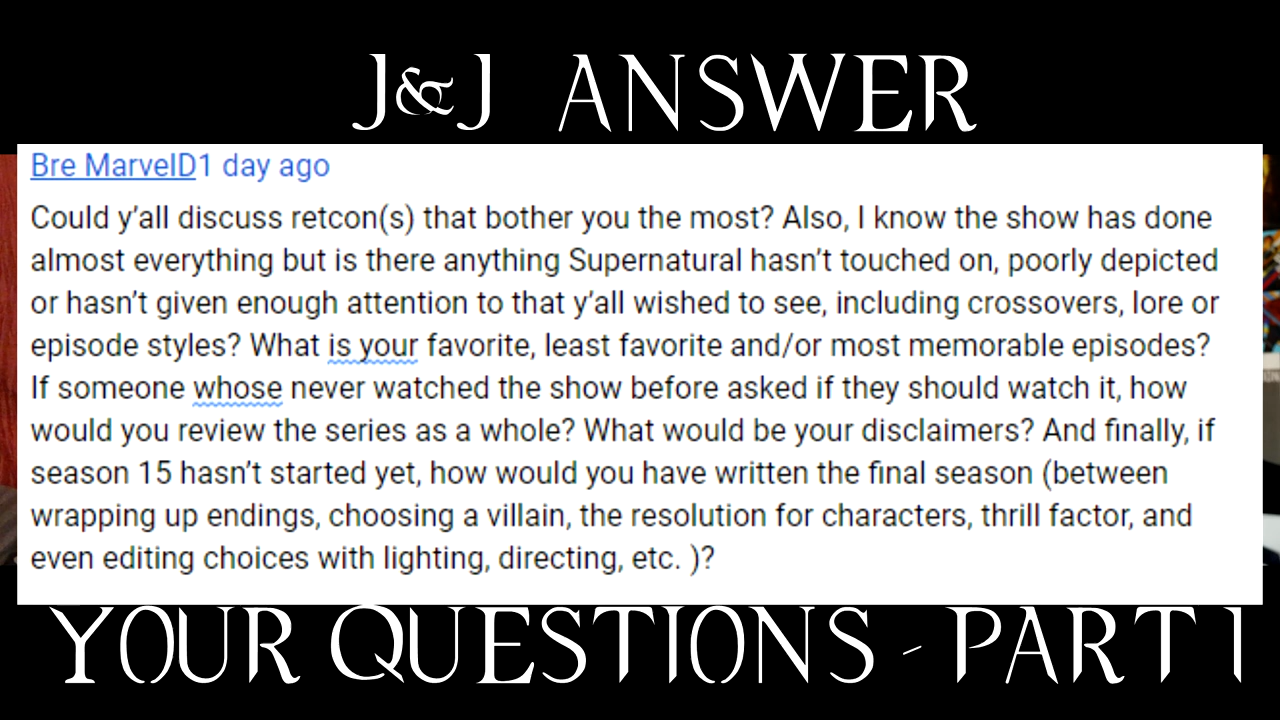 J&J ANSWER
Bre MarvelD1 day ago
Could y’all discuss retcon(s) that bother you the most? Also, I know the show has done
almost everything but is there anything Supernatural hasn’t touched on, poorly depicted
or hasn’t given enough attention to that y’all wished to see, including crossovers, lore or
episode styles? What is your favorite, least favorite and/or most memorable episodes?
If someone whose never watched the show before asked if they should watch it, how
would you review the series as a whole? What would be your disclaimers? And finally, if
season 15 hasn’t started yet, how would you have written the final season (between
wrapping up endings, choosing a villain, the resolution for characters, thrill factor, and
even editing choices with lighting, directing, etc. )?
YOUR QUESTIONS - PART 1